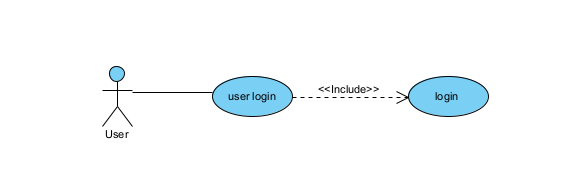 <<Include>>
user login
login
User